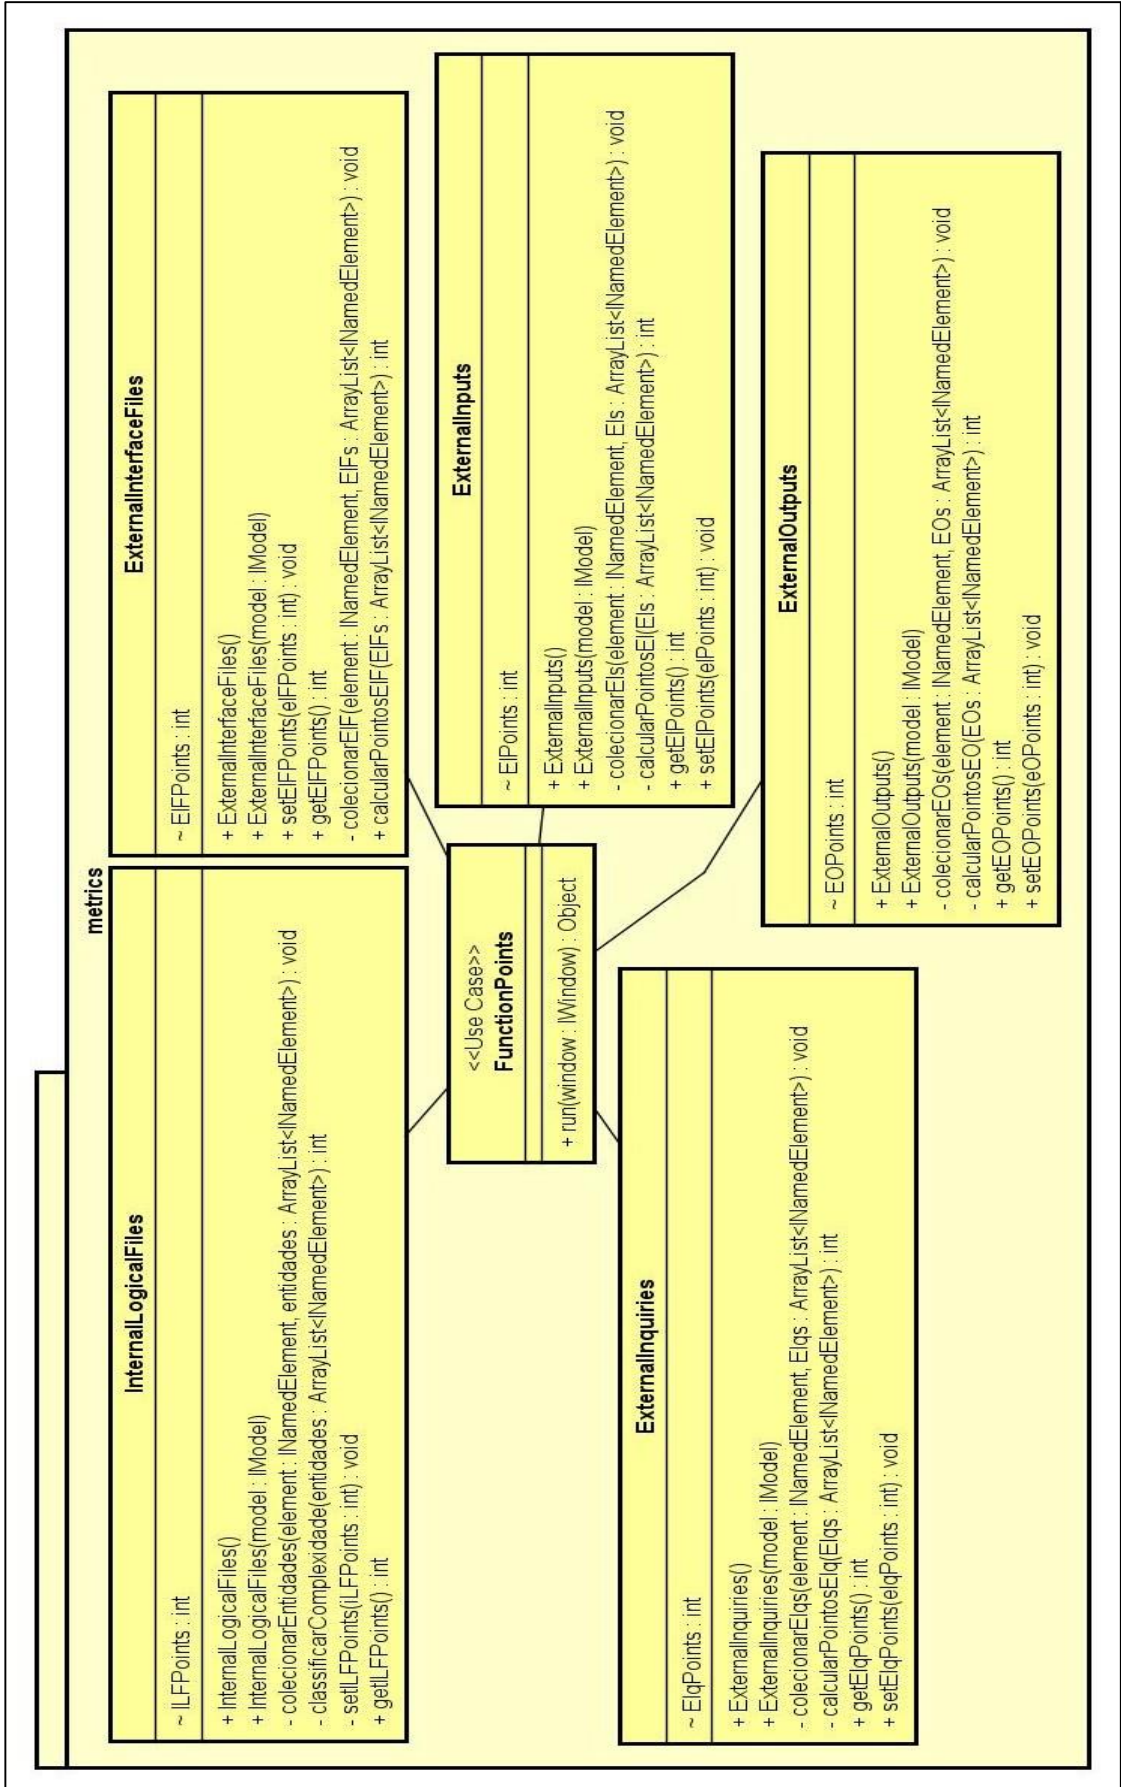 metrics
InternalLogicalFiles
~ ILFPoints : int
+ InternalLogicalFiles()
+ InternalLogicalFiles(model : IModel)
- colecionarEntidades(element : INamedElement, entidades : ArrayList<INamedElement>) : void
- classificarComplexidade(entidades : ArrayList<INamedElement>) : int
- setILFPoints(iLFPoints : int) : void
+ getILFPoints() : int
ExternalInterfaceFiles
~ EIFPoints : int
+ ExternalInterfaceFiles()
+ ExternalInterfaceFiles(model : IModel)
+ setEIFPoints(eIFPoints : int) : void
+ getEIFPoints() : int
- colecionarEIF(element : INamedElement, EIFs : ArrayList<INamedElement>) : void
+ calcularPointosEIF(EIFs : ArrayList<INamedElement>) : int
<<Use Case>>
FunctionPoints
+ run(window : IWindow) : Object
ExternalInputs
~ EIPoints : int
+ ExternalInputs()
+ ExternalInputs(model : IModel)
- colecionarEIs(element : INamedElement, EIs : ArrayList<INamedElement>) : void
- calcularPointosEI(EIs : ArrayList<INamedElement>) : int
+ getEIPoints() : int
+ setEIPoints(eIPoints : int) : void
ExternalInquiries
~ EIqPoints : int
+ ExternalInquiries()
+ ExternalInquiries(model : IModel)
- colecionarEIqs(element : INamedElement, EIqs : ArrayList<INamedElement>) : void
- calcularPointosEIq(EIqs : ArrayList<INamedElement>) : int
+ getEIqPoints() : int
+ setEIqPoints(eIqPoints : int) : void
ExternalOutputs
~ EOPoints : int
+ ExternalOutputs()
+ ExternalOutputs(model : IModel)
- colecionarEOs(element : INamedElement, EOs : ArrayList<INamedElement>) : void
- calcularPointosEO(EOs : ArrayList<INamedElement>) : int
+ getEOPoints() : int
+ setEOPoints(eOPoints : int) : void